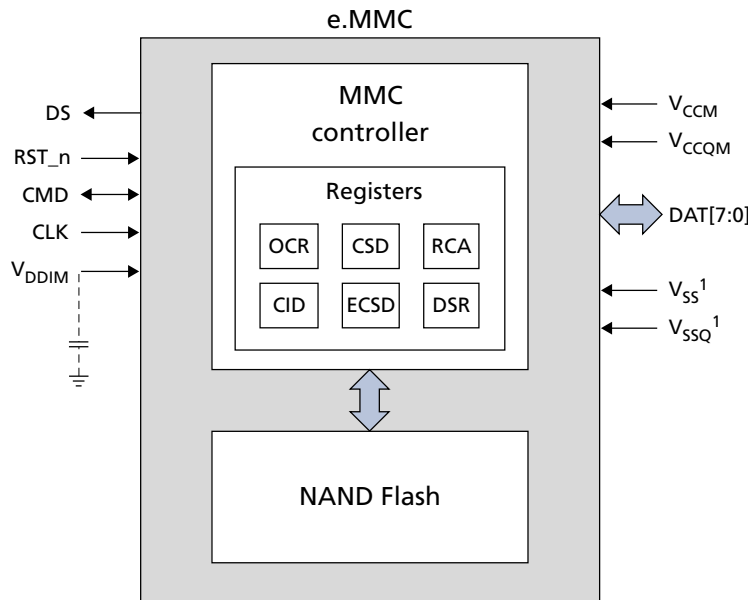 e.MMC
MMC
controller
Registers
OCR CSD RCA
CID ECSD DSR
NAND Flash
DS
RST_n
CMD
CLK
VDDIM
VCCM
VCCQM
DAT[7:0]
VSS1
VSSQ1